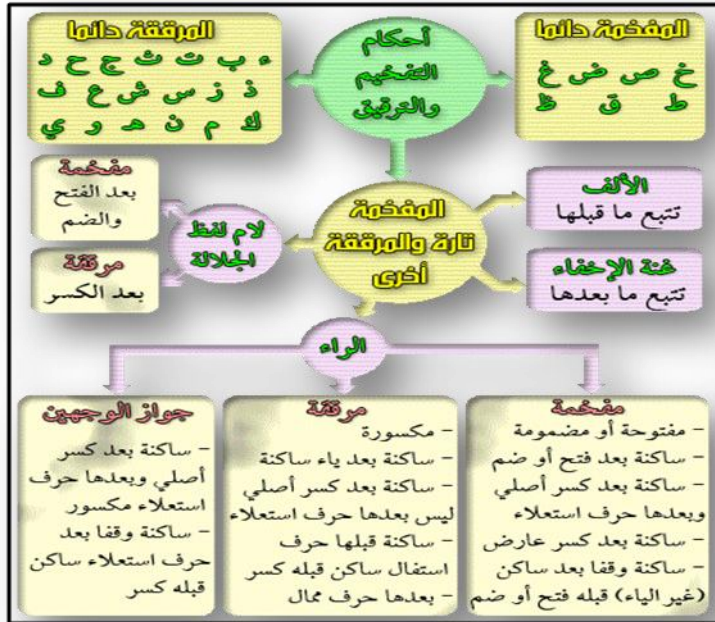 أحكام
التفخيم
والترقيق
المفخمة دائما
خ ص ض غ
ط ق ظ
المرققة دائما
ء ب ت ث ج ح د
ذ ز س ش ع ف
ك م ن هـ و ي
المفخمة
تارة والمرققة
أخرى
الألف
تتبع ما قبلها
غنة الإخفاء
تتبع ما بعدها
لام لفظ
الجلالة
مفخمة
بعد الفتح
والضم
مرققة
بعد الكسر
الراء
مفخمة
- مفتوحة أو مضمومة
- ساكنة بعد فتح أو ضم
- ساكنة بعد كسر أصلي
وبعدها حرف استعلاء
- ساكنة بعد كسر عارض
- ساكنة وقفا بعد ساكن
(غير الياء) قبله فتح أو ضم
مرققة
- مكسورة
- ساكنة بعد ياء ساكنة
- ساكنة بعد كسر أصلي
ليس بعدها حرف استعلاء
- ساكنة قبلها حرف
استفال ساكن قبله كسر
- بعدها حرف ممال
جواز الوجهين
- ساكنة بعد كسر
أصلي وبعدها حرف
استعلاء مكسور
- ساكنة وقفا بعد
حرف استعلاء ساكن
قبله كسر